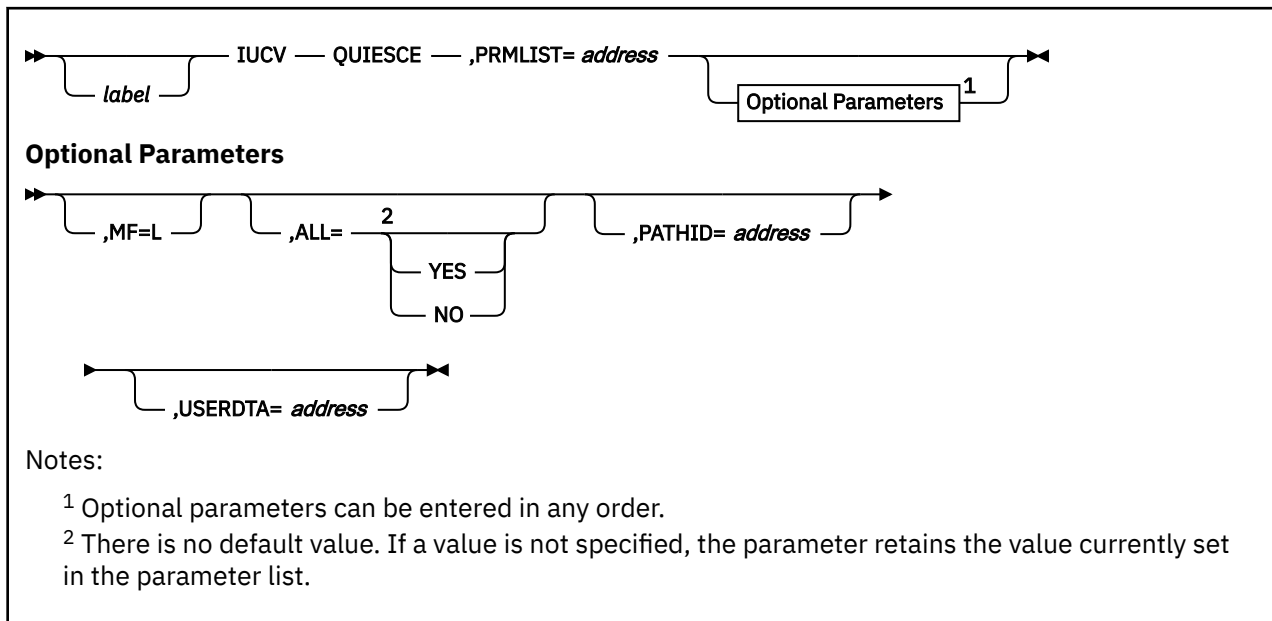 label IUCV QUIESCE ,PRMLIST= address
Optional Parameters 1
Optional Parameters
,MF=L ,ALL= 2 YES NO ,PATHID= address
,USERDTA= address
Notes:
1 Optional parameters can be entered in any order.
2 There is no default value. If a value is not specified, the parameter retains the value currently set
in the parameter list.